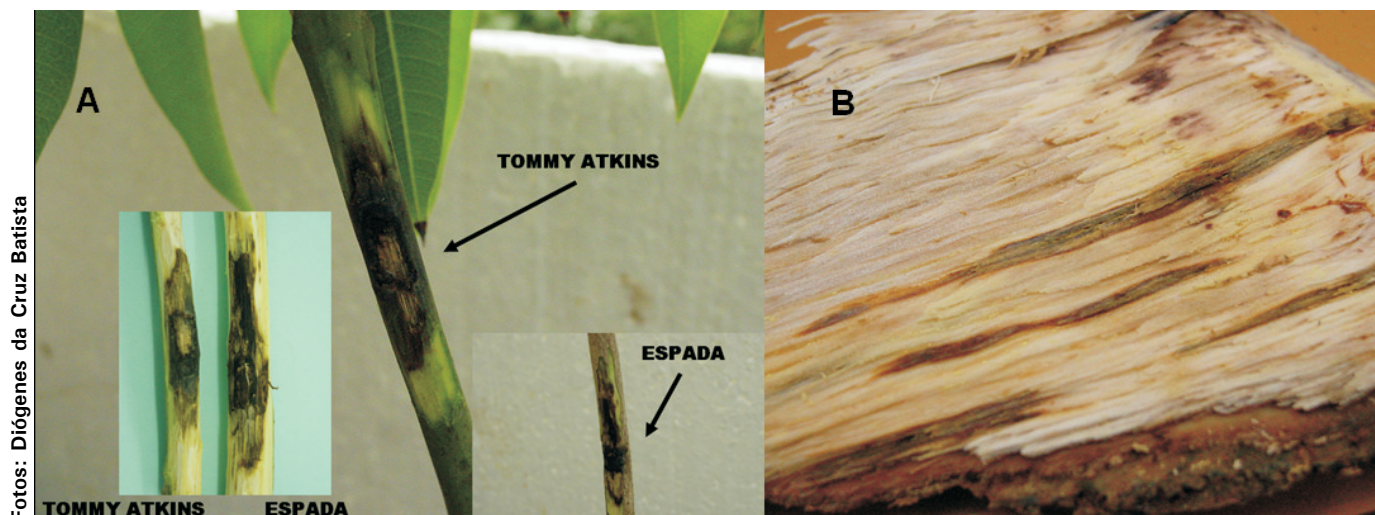 Fotos: Diógenes da Cruz Batista
A
TOMMY ATKINS
ESPADA
TOMMY ATKINS
ESPADA
B